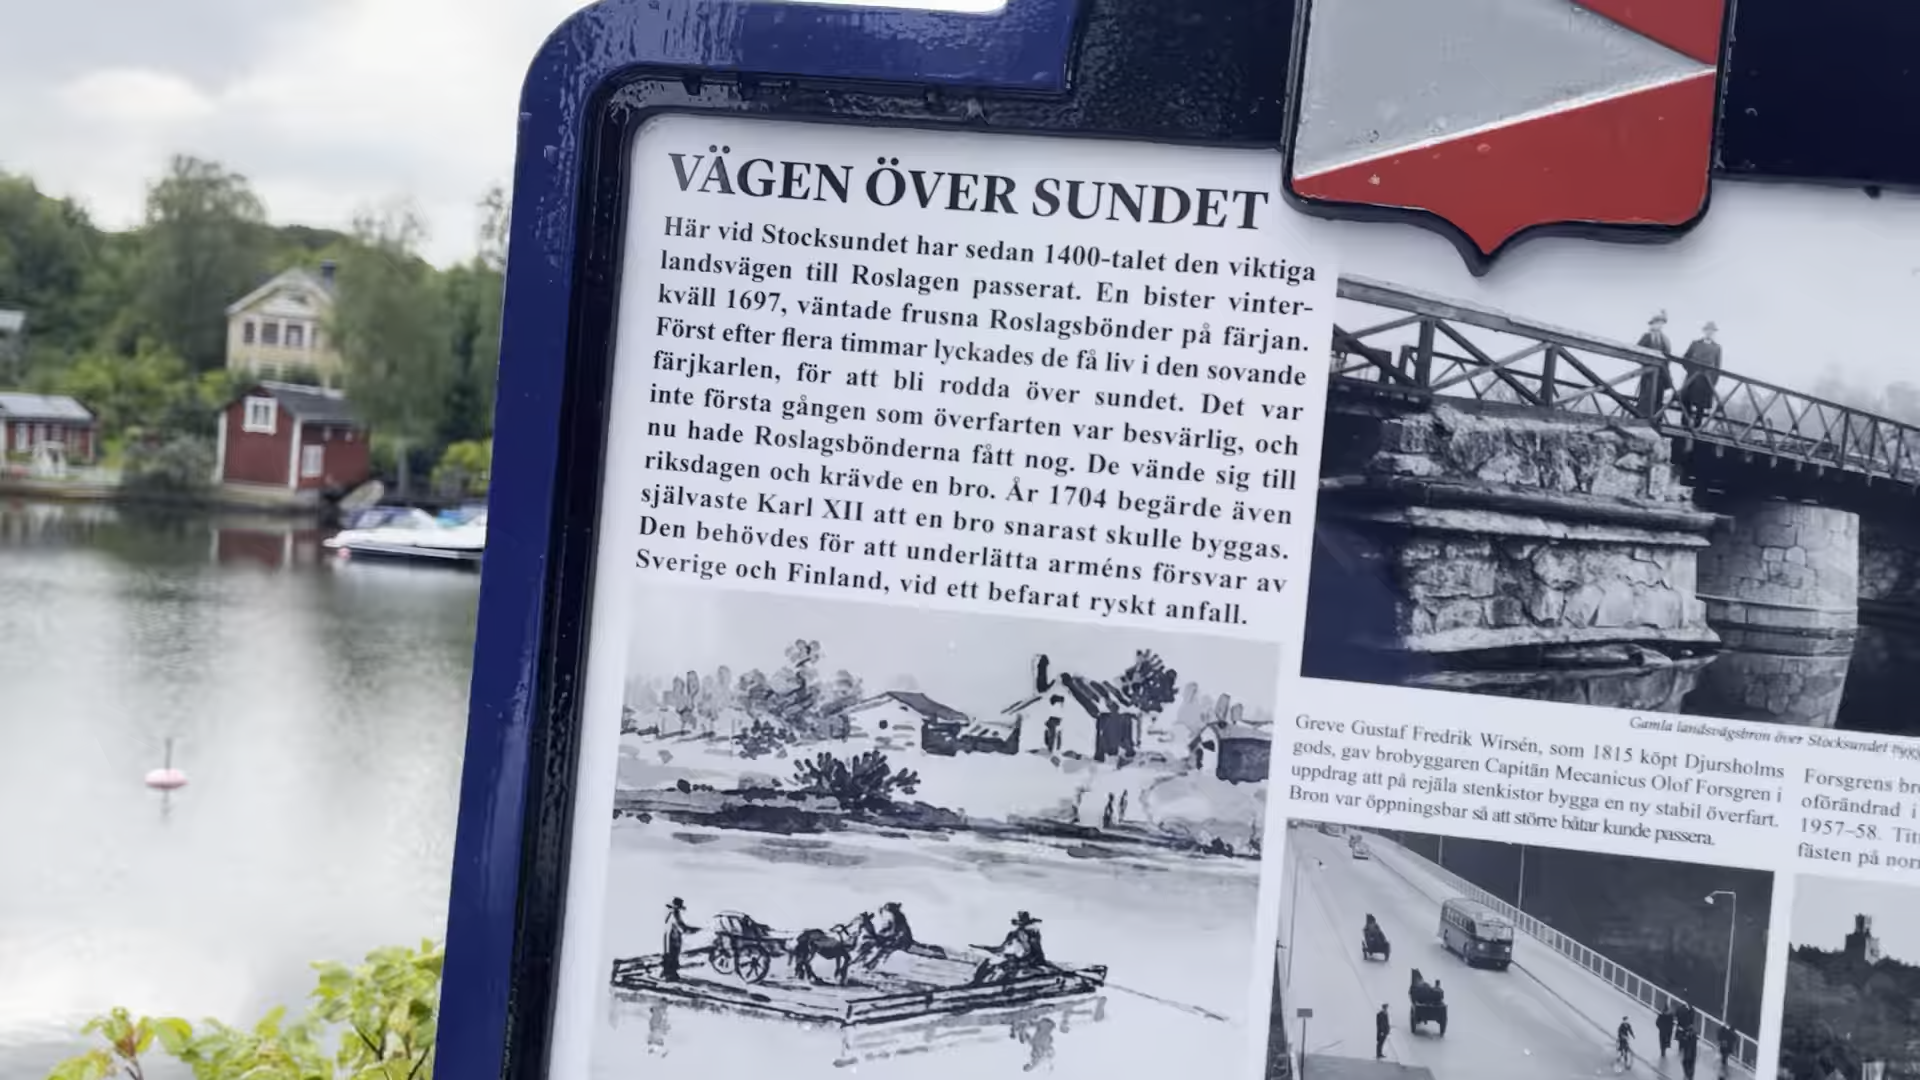 VÄGEN ÖVER SUNDET
Här vid Stocksundet har sedan 1400-talet den viktiga
landsvägen till Roslagen passerat. En bister vinter-
kväll 1697, väntade frusna Roslagsbönder på färjan.
Först efter flera timmar lyckades de få liv i den sovande
färjkarlen, för att bli rodda över sundet. Det var
inte första gången som överfarten var besvärlig, och
nu hade Roslagsbönderna fått nog. De vände sig till
riksdagen och krävde en bro. År 1704 begärde även
självaste Karl XII att en bro snarast skulle byggas.
Den behövdes för att underlätta arméns försvar av
Sverige och Finland, vid ett befarat ryskt anfall.
Gamla landsvägsbron över Stocksundet
Greve Gustaf Fredrik Wirsén, som 1815 köpt Djursholms
gods, gav brobyggaren Capitän Mecanicus Olof Forsgren i
uppdrag att på rejäla stenkistor bygga en ny stabil överfart.
Bron var öppningsbar så att större båtar kunde passera.
Forsgrens
oförändrad i
1957–58.
fästen på